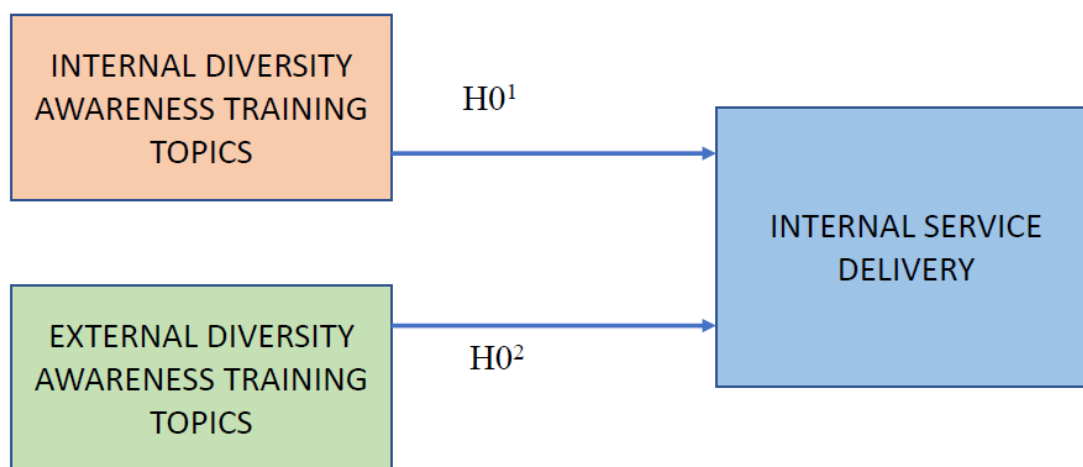 INTERNAL DIVERSITY
AWARENESS TRAINING
TOPICS
H0¹
INTERNAL SERVICE
DELIVERY
EXTERNAL DIVERSITY
AWARENESS TRAINING
TOPICS
H0²